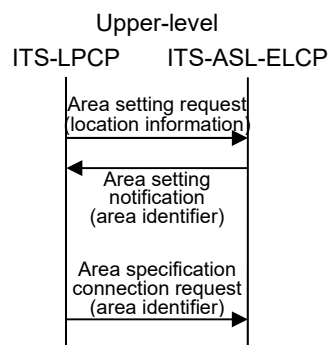 Upper-level
ITS-LPCP ITS-ASL-ELCP
Area setting request
(location information)
Area setting
notification
(area identifier)
Area specification
connection request
(area identifier)